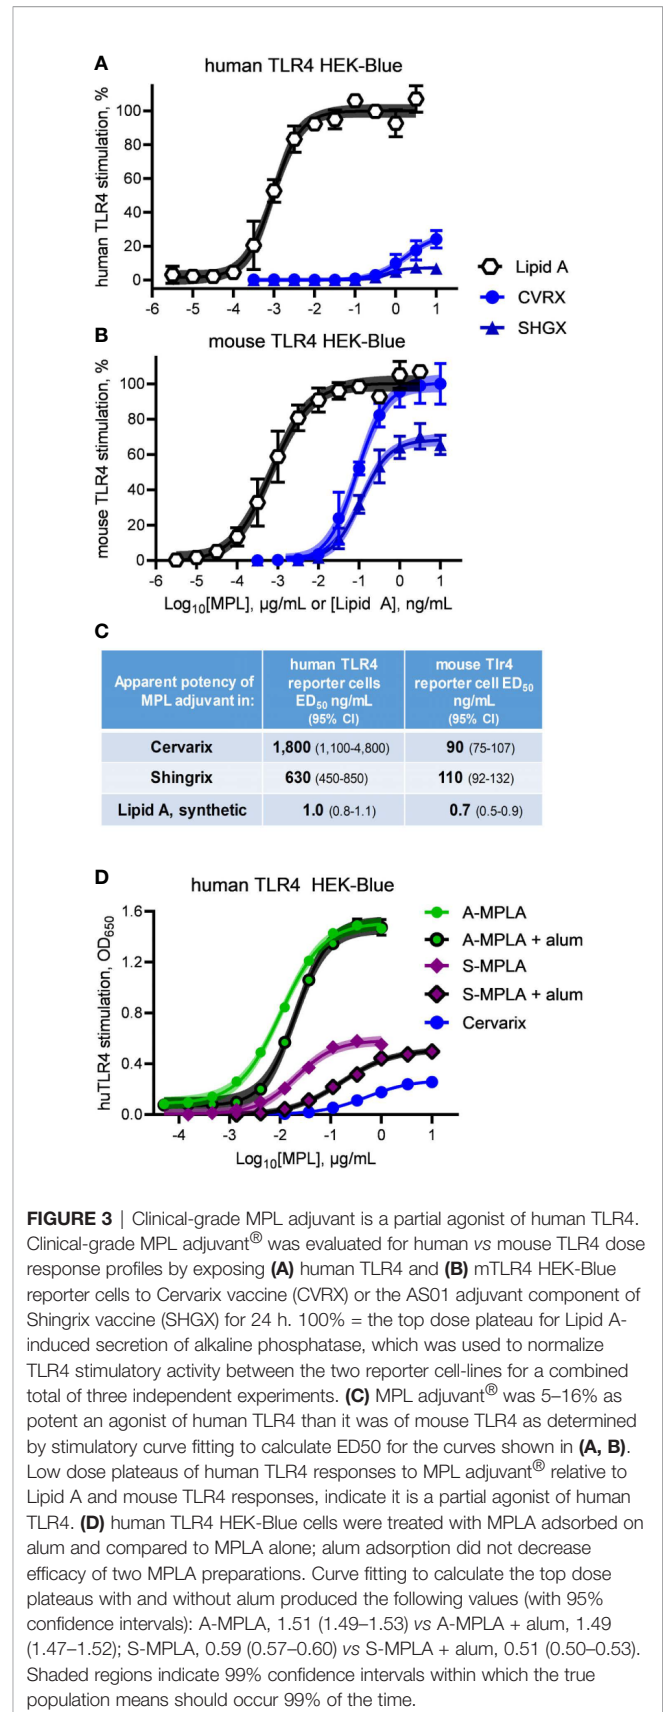 A
human TLR4 HEK-Blue
human TLR4 stimulation, %
100
80
60
40
20
0
-6 -5 -4 -3 -2 -1 0 1
Lipid A
CVRX
SHGX
B
mouse TLR4 HEK-Blue
mouse TLR4 stimulation, %
100
80
60
40
20
0
-6 -5 -4 -3 -2 -1 0 1
Log10[MPL], µg/mL or [Lipid A], ng/mL
C
Apparent potency of MPL adjuvant in:
human TLR4 reporter cells ED50 ng/mL (95% CI)
mouse Tlr4 reporter cell ED50 ng/mL (95% CI)
Cervarix 1,800 (1,100-4,800) 90 (75-107)
Shingrix 630 (450-850) 110 (92-132)
Lipid A, synthetic 1.0 (0.8-1.1) 0.7 (0.5-0.9)
D
human TLR4 HEK-Blue
huTLR4 stimulation, OD650
1.6
1.2
0.8
0.4
0.0
-4 -3 -2 -1 0 1
Log10[MPL], µg/mL
A-MPLA
A-MPLA + alum
S-MPLA
S-MPLA + alum
Cervarix
FIGURE 3 | Clinical-grade MPL adjuvant is a partial agonist of human TLR4.
Clinical-grade MPL adjuvant® was evaluated for human vs mouse TLR4 dose
response profiles by exposing (A) human TLR4 and (B) mTLR4 HEK-Blue
reporter cells to Cervarix vaccine (CVRX) or the AS01 adjuvant component of
Shingrix vaccine (SHGX) for 24 h. 100% = the top dose plateau for Lipid A-
induced secretion of alkaline phosphatase, which was used to normalize
TLR4 stimulatory activity between the two reporter cell-lines for a combined
total of three independent experiments. (C) MPL adjuvant® was 5–16% as
potent an agonist of human TLR4 than it was of mouse TLR4 as determined
by stimulatory curve fitting to calculate ED50 for the curves shown in (A, B).
Low dose plateaus of human TLR4 responses to MPL adjuvant® relative to
Lipid A and mouse TLR4 responses, indicate it is a partial agonist of human
TLR4. (D) human TLR4 HEK-Blue cells were treated with MPLA adsorbed on
alum and compared to MPLA alone; alum adsorption did not decrease
efficacy of two MPLA preparations. Curve fitting to calculate the top dose
plateaus with and without alum produced the following values (with 95%
confidence intervals): A-MPLA, 1.51 (1.49–1.53) vs A-MPLA + alum, 1.49
(1.47–1.52); S-MPLA, 0.59 (0.57–0.60) vs S-MPLA + alum, 0.51 (0.50–0.53).
Shaded regions indicate 99% confidence intervals within which the true
population means should occur 99% of the time.